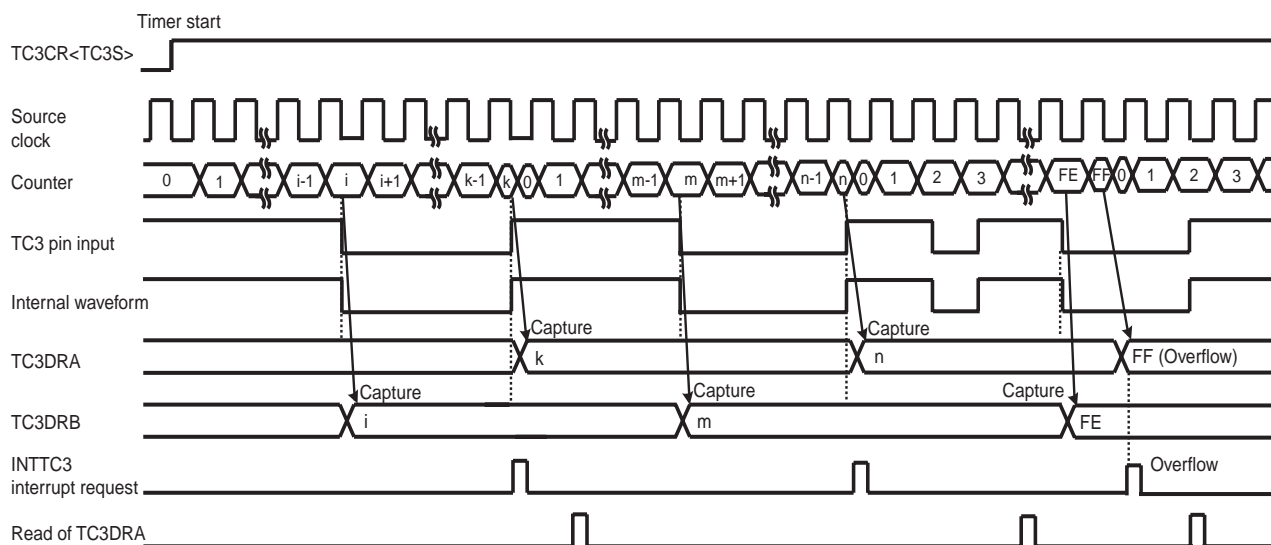 Timer start
TC3CR<TC3S>
Source
clock
Counter
0 1 i-1 i i+1 k-1 k 0 1 m-1 m m+1 n-1 n 0 1 2 3 FE FF 0 1 2 3
TC3 pin input
Internal waveform
Capture Capture
TC3DRA
k n FF (Overflow)
Capture Capture Capture
TC3DRB
i m FE
INTTC3
interrupt request
Overflow
Read of TC3DRA